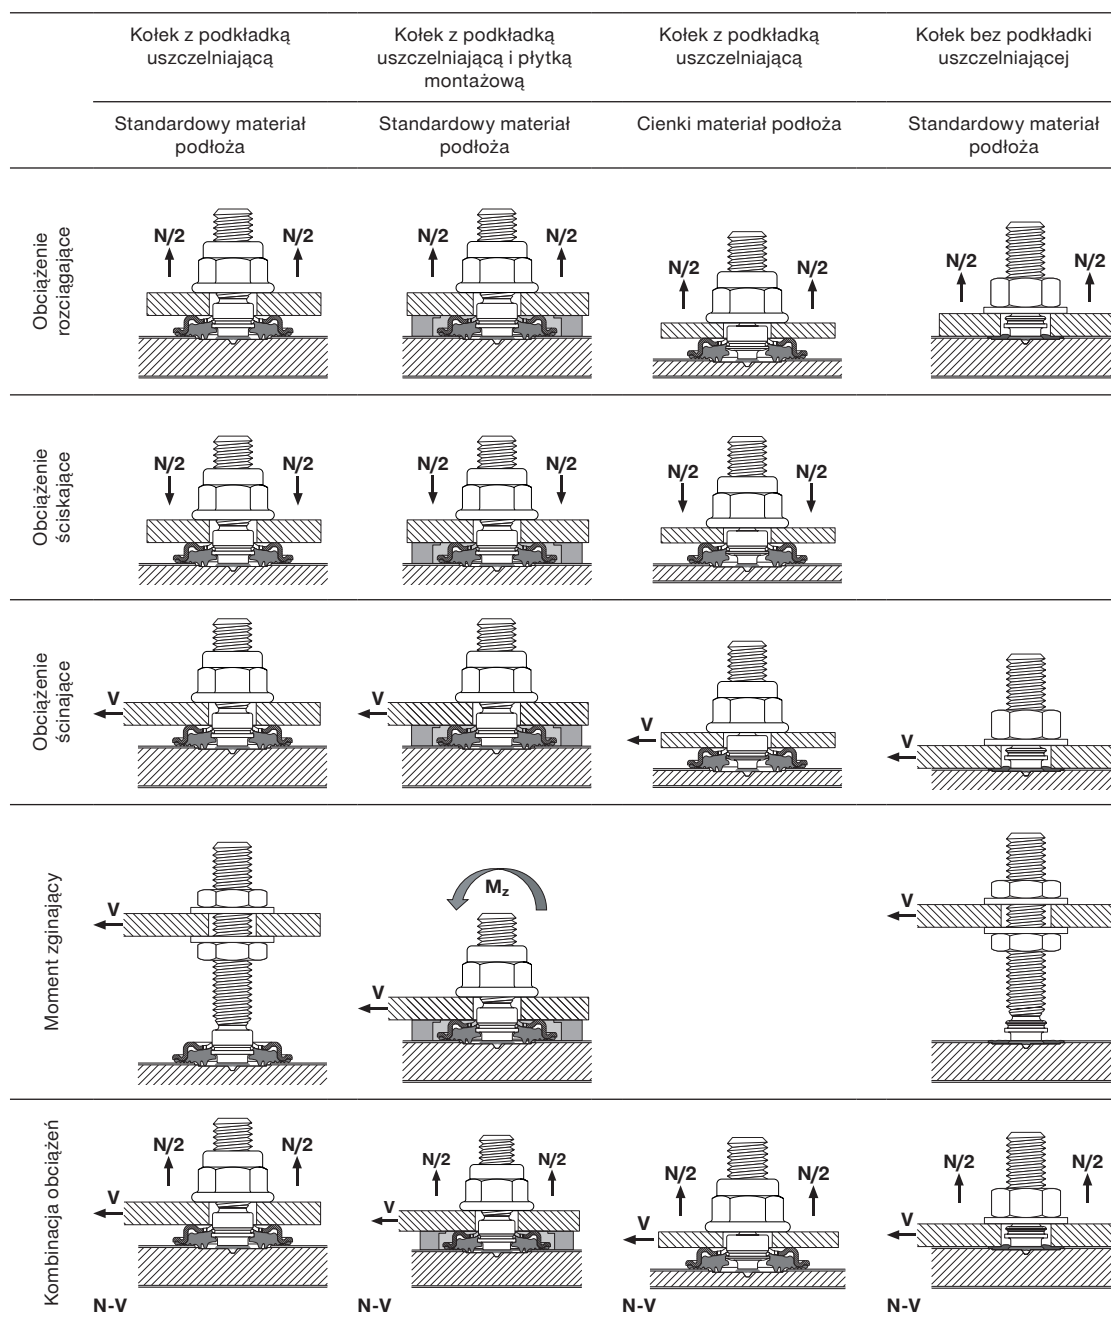 Kołek z podkładką
uszczelniającą
Kołek z podkładką
uszczelniającą i płytką
montażową
Kołek z podkładką
uszczelniającą
Kołek bez podkładki
uszczelniającej
Standardowy materiał
podłoża
Standardowy materiał
podłoża
Cienki materiał podłoża
Standardowy materiał
podłoża
Obciążenie
rozciągające
N/2 N/2
N/2 N/2
N/2 N/2
N/2 N/2
Obciążenie
ściskające
N/2 N/2
N/2 N/2
N/2 N/2
Obciążenie
ścinające
V
V
V
V
Moment zginający
V
Mz
V
V
Kombinacja obciążeń
N/2 N/2
V
N-V
N/2 N/2
V
N-V
N/2 N/2
V
N-V
N/2 N/2
V
N-V